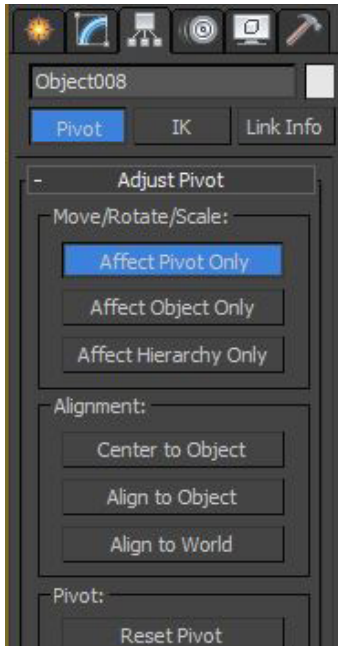 Object008
Pivot IK Link Info
- Adjust Pivot
Move/Rotate/Scale:
Affect Pivot Only
Affect Object Only
Affect Hierarchy Only
Alignment:
Center to Object
Align to Object
Align to World
Pivot:
Reset Pivot